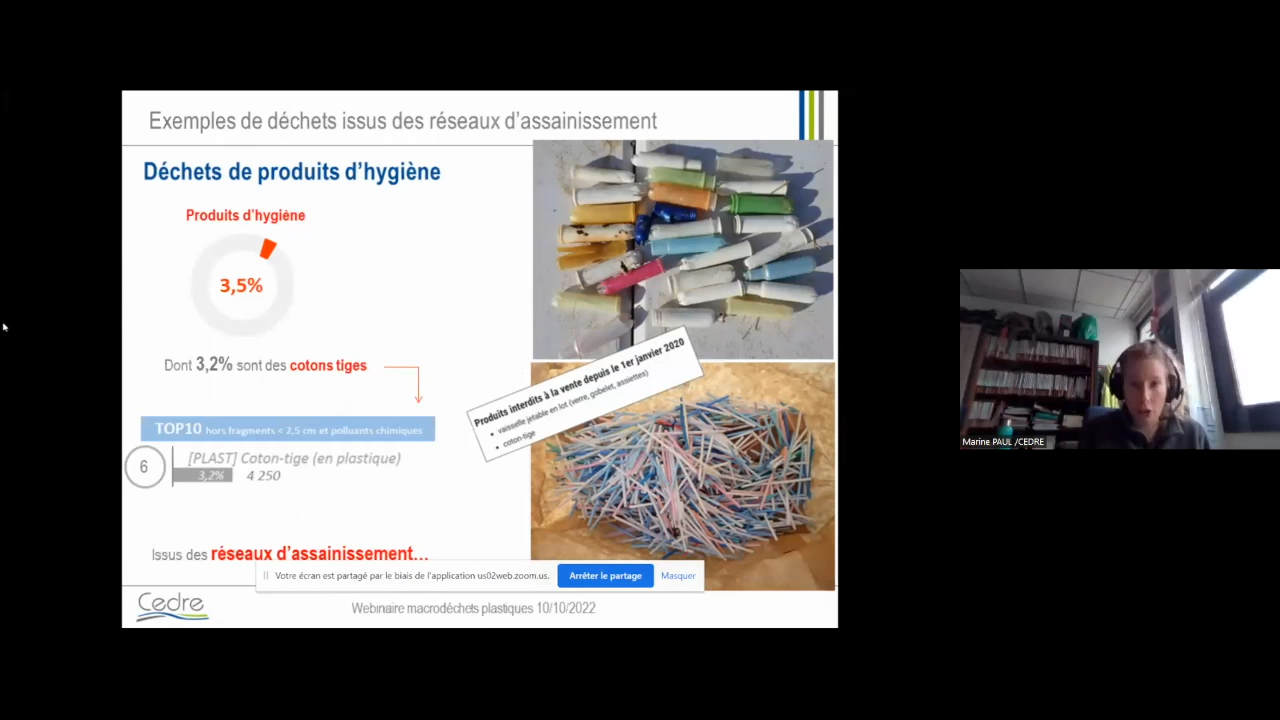 Exemples de déchets issus des réseaux d'assainissement
Déchets de produits d'hygiène
Produits d'hygiène
3,5%
Dont 3,2% sont des cotons tiges
TOP10 hors fragments < 2,5 cm et polluants chimiques
6
[PLAST] Coton-tige (en plastique)
3,2% 4 250
Issus des réseaux d'assainissement...
Produits interdits à la vente depuis le 1er janvier 2020
• vaisselle jetable en lot (verre, gobelet, assiettes)
• coton-tige
Votre écran est partagé par le biais de l'application us02web.zoom.us.
Arrêter le partage
Masquer
Cedre
Webinaire macrodéchets plastiques 10/10/2022
Marine PAUL /CEDRE